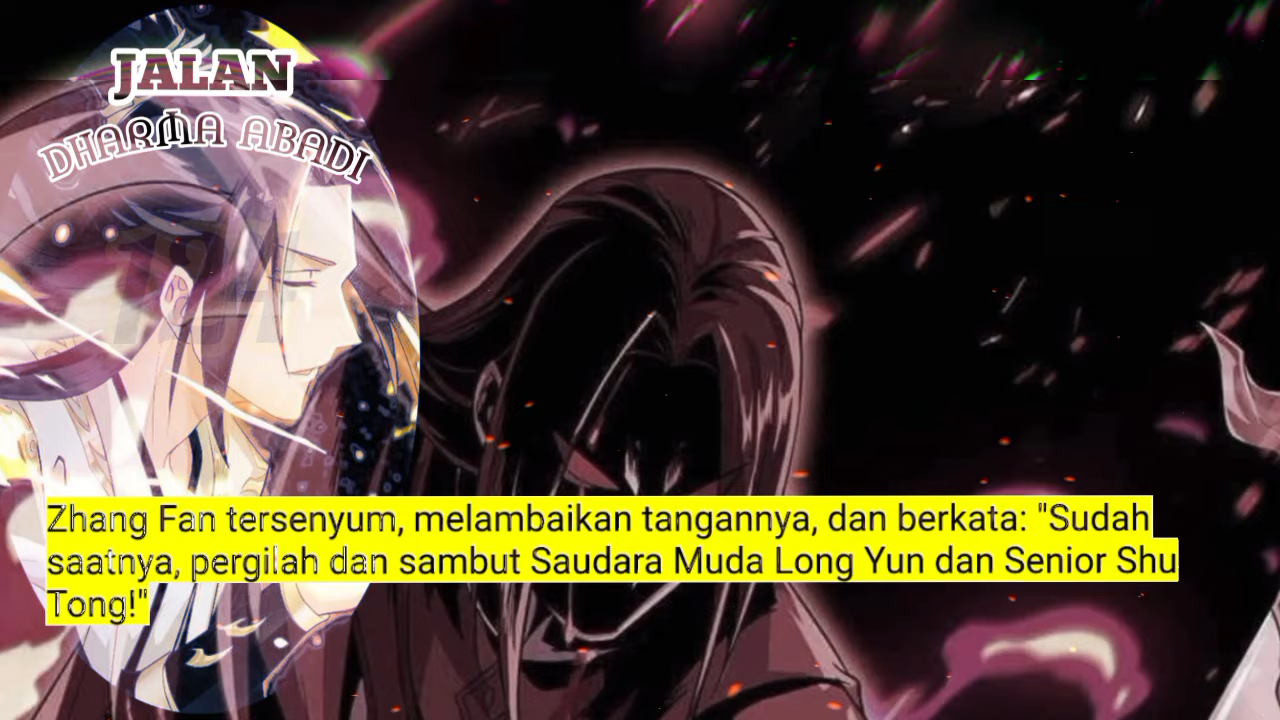 JALAN
DHARMA ABADI
Zhang Fan tersenyum, melambaikan tangannya, dan berkata: "Sudah
saatnya, pergilah dan sambut Saudara Muda Long Yun dan Senior Shu
Tong!"